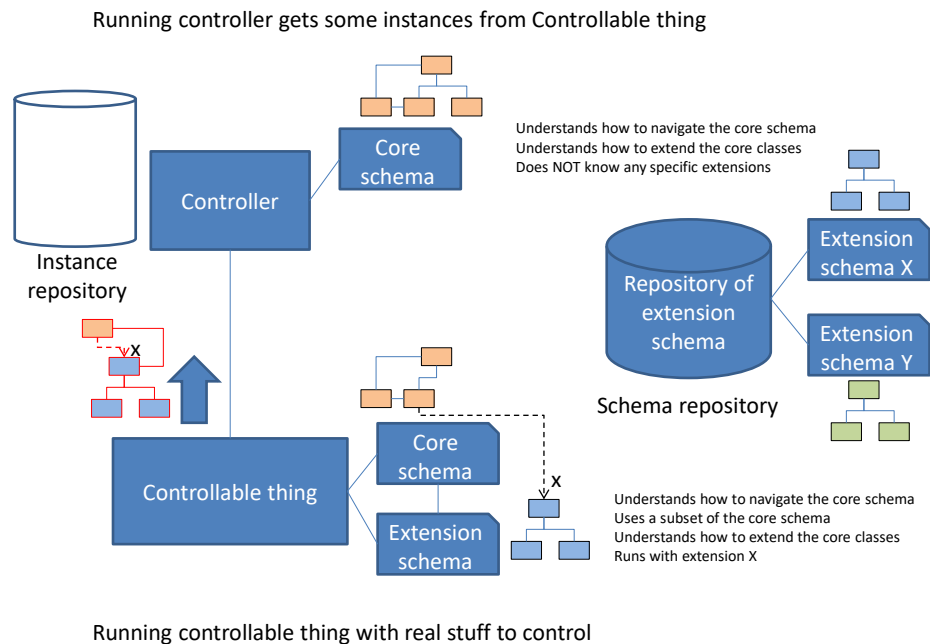 Running controller gets some instances from Controllable thing
Core
schema
Controller
Understands how to navigate the core schema
Understands how to extend the core classes
Does NOT know any specific extensions
Instance
repository
Extension
schema X
Repository of
extension
schema
Extension
schema Y
Schema repository
X
Controllable thing
Core
schema
Extension
schema
X
Understands how to navigate the core schema
Uses a subset of the core schema
Understands how to extend the core classes
Runs with extension X
Running controllable thing with real stuff to control